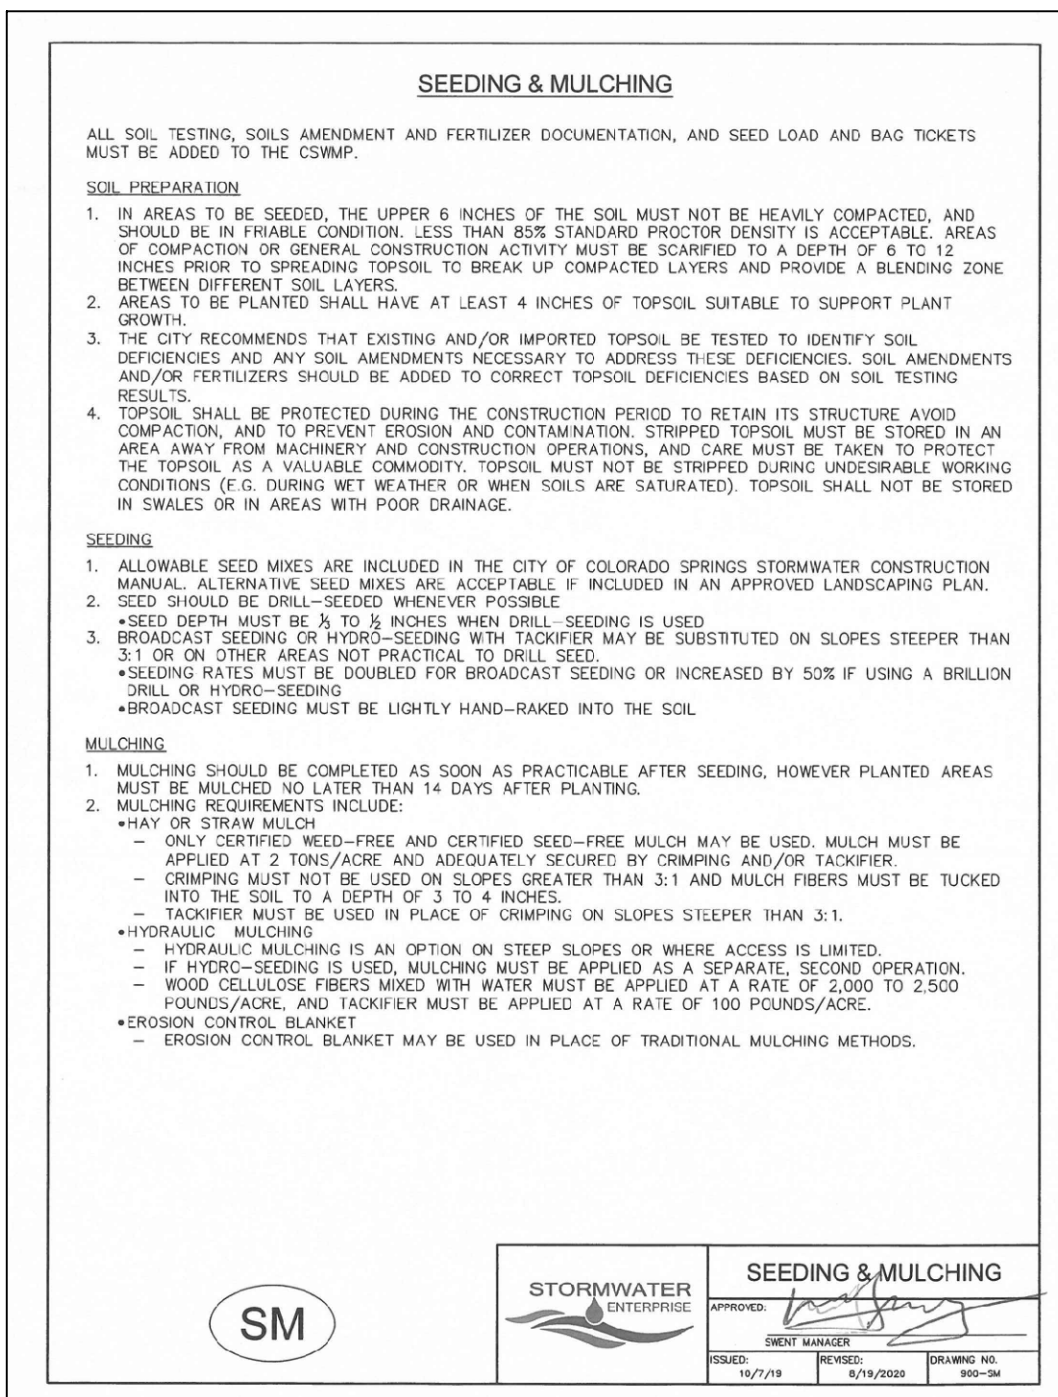 SEEDING & MULCHING
ALL SOIL TESTING, SOILS AMENDMENT AND FERTILIZER DOCUMENTATION, AND SEED LOAD AND BAG TICKETS
MUST BE ADDED TO THE CSWMP.
SOIL PREPARATION
1. IN AREAS TO BE SEEDED, THE UPPER 6 INCHES OF THE SOIL MUST NOT BE HEAVILY COMPACTED, AND
SHOULD BE IN FRIABLE CONDITION. LESS THAN 85% STANDARD PROCTOR DENSITY IS ACCEPTABLE. AREAS
OF COMPACTION OR GENERAL CONSTRUCTION ACTIVITY MUST BE SCARIFIED TO A DEPTH OF 6 TO 12
INCHES PRIOR TO SPREADING TOPSOIL TO BREAK UP COMPACTED LAYERS AND PROVIDE A BLENDING ZONE
BETWEEN DIFFERENT SOIL LAYERS.
2. AREAS TO BE PLANTED SHALL HAVE AT LEAST 4 INCHES OF TOPSOIL SUITABLE TO SUPPORT PLANT
GROWTH.
3. THE CITY RECOMMENDS THAT EXISTING AND/OR IMPORTED TOPSOIL BE TESTED TO IDENTIFY SOIL
DEFICIENCIES AND ANY SOIL AMENDMENTS NECESSARY TO ADDRESS THESE DEFICIENCIES. SOIL AMENDMENTS
AND/OR FERTILIZERS SHOULD BE ADDED TO CORRECT TOPSOIL DEFICIENCIES BASED ON SOIL TESTING
RESULTS.
4. TOPSOIL SHALL BE PROTECTED DURING THE CONSTRUCTION PERIOD TO RETAIN ITS STRUCTURE AVOID
COMPACTION, AND TO PREVENT EROSION AND CONTAMINATION. STRIPPED TOPSOIL MUST BE STORED IN AN
AREA AWAY FROM MACHINERY AND CONSTRUCTION OPERATIONS, AND CARE MUST BE TAKEN TO PROTECT
THE TOPSOIL AS A VALUABLE COMMODITY. TOPSOIL MUST NOT BE STRIPPED DURING UNDESIRABLE WORKING
CONDITIONS (E.G. DURING WET WEATHER OR WHEN SOILS ARE SATURATED). TOPSOIL SHALL NOT BE STORED
IN SWALES OR IN AREAS WITH POOR DRAINAGE.
SEEDING
1. ALLOWABLE SEED MIXES ARE INCLUDED IN THE CITY OF COLORADO SPRINGS STORMWATER CONSTRUCTION
MANUAL. ALTERNATIVE SEED MIXES ARE ACCEPTABLE IF INCLUDED IN AN APPROVED LANDSCAPING PLAN.
2. SEED SHOULD BE DRILL-SEEDED WHENEVER POSSIBLE
•SEED DEPTH MUST BE ⅓ TO ½ INCHES WHEN DRILL-SEEDING IS USED
3. BROADCAST SEEDING OR HYDRO-SEEDING WITH TACKIFIER MAY BE SUBSTITUTED ON SLOPES STEEPER THAN
3:1 OR ON OTHER AREAS NOT PRACTICAL TO DRILL SEED.
•SEEDING RATES MUST BE DOUBLED FOR BROADCAST SEEDING OR INCREASED BY 50% IF USING A BRILLION
DRILL OR HYDRO-SEEDING
•BROADCAST SEEDING MUST BE LIGHTLY HAND-RAKED INTO THE SOIL
MULCHING
1. MULCHING SHOULD BE COMPLETED AS SOON AS PRACTICABLE AFTER SEEDING, HOWEVER PLANTED AREAS
MUST BE MULCHED NO LATER THAN 14 DAYS AFTER PLANTING.
2. MULCHING REQUIREMENTS INCLUDE:
•HAY OR STRAW MULCH
– ONLY CERTIFIED WEED-FREE AND CERTIFIED SEED-FREE MULCH MAY BE USED. MULCH MUST BE
APPLIED AT 2 TONS/ACRE AND ADEQUATELY SECURED BY CRIMPING AND/OR TACKIFIER.
– CRIMPING MUST NOT BE USED ON SLOPES GREATER THAN 3:1 AND MULCH FIBERS MUST BE TUCKED
INTO THE SOIL TO A DEPTH OF 3 TO 4 INCHES.
– TACKIFIER MUST BE USED IN PLACE OF CRIMPING ON SLOPES STEEPER THAN 3:1.
•HYDRAULIC MULCHING
– HYDRAULIC MULCHING IS AN OPTION ON STEEP SLOPES OR WHERE ACCESS IS LIMITED.
– IF HYDRO-SEEDING IS USED, MULCHING MUST BE APPLIED AS A SEPARATE, SECOND OPERATION.
– WOOD CELLULOSE FIBERS MIXED WITH WATER MUST BE APPLIED AT A RATE OF 2,000 TO 2,500
POUNDS/ACRE, AND TACKIFIER MUST BE APPLIED AT A RATE OF 100 POUNDS/ACRE.
•EROSION CONTROL BLANKET
– EROSION CONTROL BLANKET MAY BE USED IN PLACE OF TRADITIONAL MULCHING METHODS.
SM
STORMWATER
ENTERPRISE
SEEDING & MULCHING
APPROVED:
SWENT MANAGER
ISSUED: 10/7/19
REVISED: 8/19/2020
DRAWING NO. 900-SM